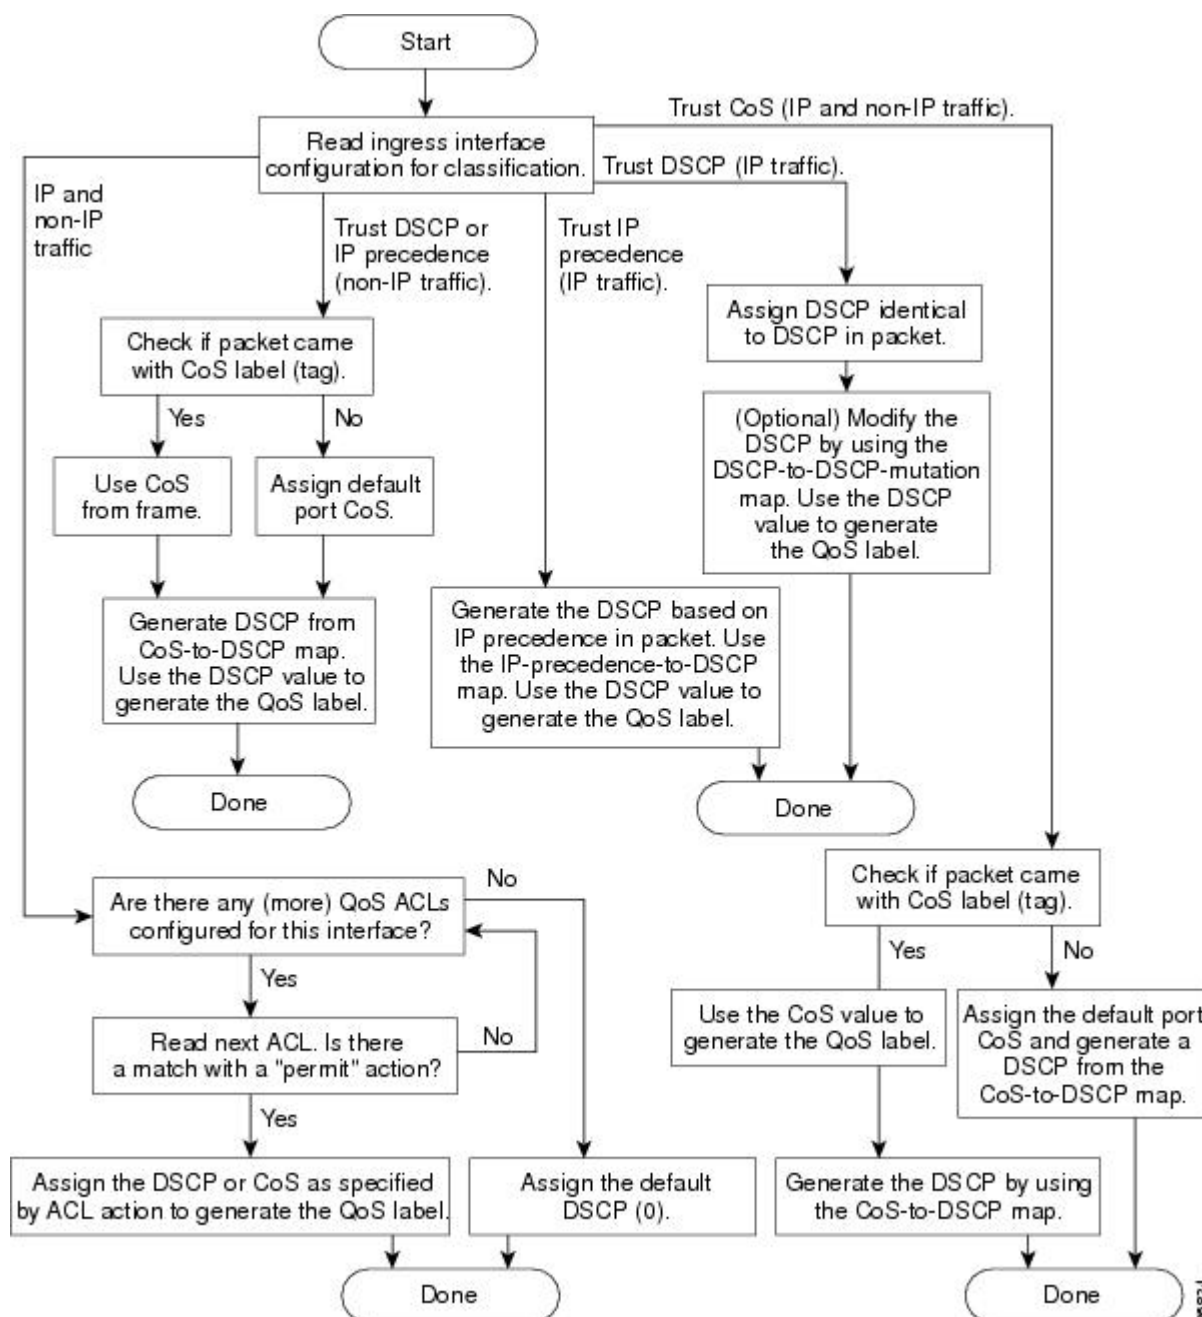 Start
Trust CoS (IP and non-IP traffic).
Read ingress interface
configuration for classification.
Trust DSCP (IP traffic).
IP and
non-IP
traffic
Trust DSCP or
IP precedence
(non-IP traffic).
Trust IP
precedence
(IP traffic).
Assign DSCP identical
to DSCP in packet.
Check if packet came
with CoS label (tag).
Yes
No
(Optional) Modify the
DSCP by using the
DSCP-to-DSCP-mutation
map. Use the DSCP
value to generate
the QoS label.
Use CoS
from frame.
Assign default
port CoS.
Generate DSCP from
CoS-to-DSCP map.
Use the DSCP value to
generate the QoS label.
Generate the DSCP based on
IP precedence in packet. Use
the IP-precedence-to-DSCP
map. Use the DSCP value to
generate the QoS label.
Done
Done
Check if packet came
with CoS label (tag).
Are there any (more) QoS ACLs
configured for this interface?
No
Yes
Yes
No
Read next ACL. Is there
a match with a "permit" action?
No
Use the CoS value to
generate the QoS label.
Assign the default port
CoS and generate a
DSCP from the
CoS-to-DSCP map.
Yes
Assign the DSCP or CoS as specified
by ACL action to generate the QoS label.
Assign the default
DSCP (0).
Generate the DSCP by using
the CoS-to-DSCP map.
Done
Done